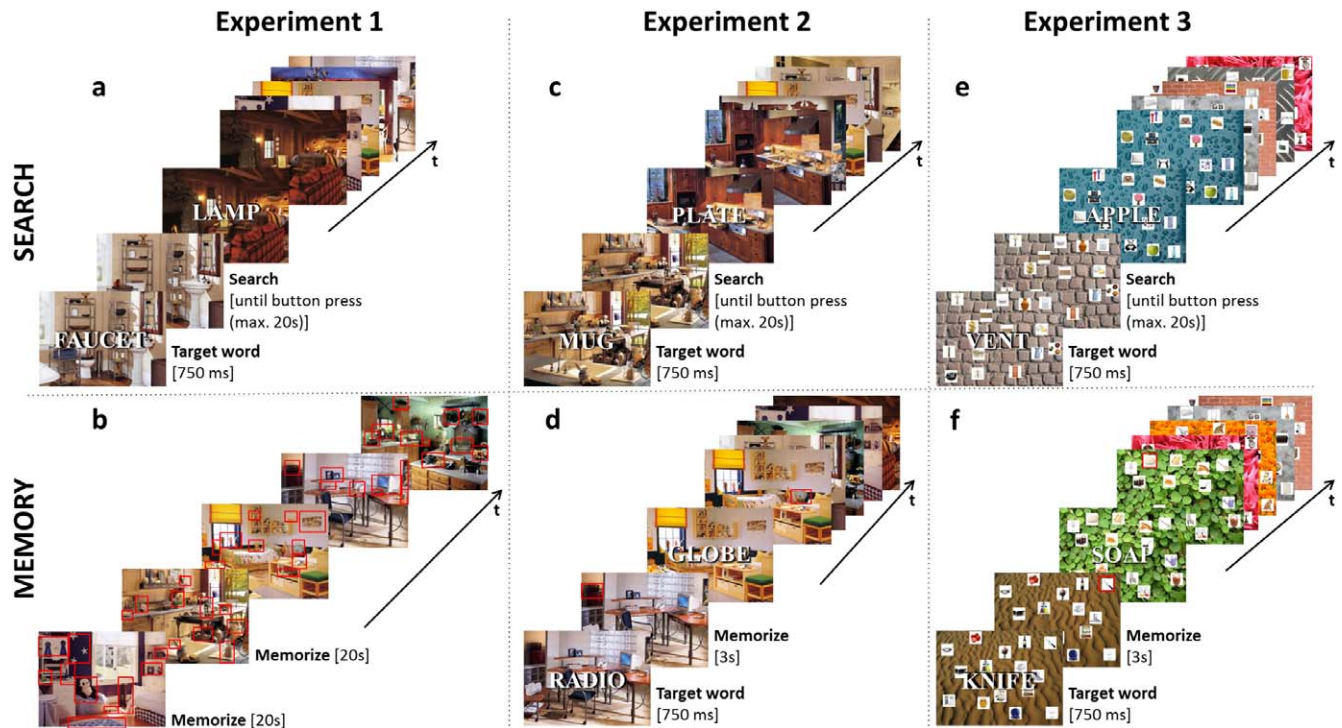 Experiment 1
Experiment 2
Experiment 3
SEARCH
a
t
LAMP
Search
[until button press
(max. 20s)]
FAUCET
Target word
[750 ms]
c
t
PLATE
Search
[until button press
(max. 20s)]
MUG
Target word
[750 ms]
e
t
APPLE
Search
[until button press
(max. 20s)]
VENT
Target word
[750 ms]
MEMORY
b
t
Memorize [20s]
Memorize [20s]
d
t
GLOBE
Memorize
[3s]
RADIO
Target word
[750 ms]
f
t
SOAP
Memorize
[3s]
KNIFE
Target word
[750 ms]